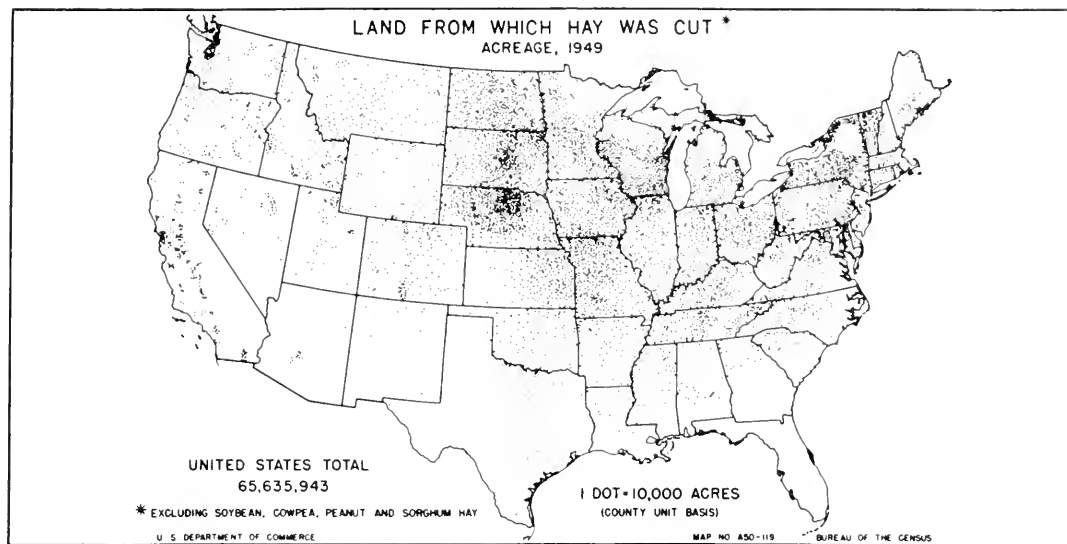 LAND FROM WHICH HAY WAS CUT *
ACREAGE, 1949
UNITED STATES TOTAL
65,635,943
* EXCLUDING SOYBEAN, COWPEA, PEANUT AND SORGHUM HAY
1 DOT = 10,000 ACRES
(COUNTY UNIT BASIS)
U S DEPARTMENT OF COMMERCE
MAP NO A50-119
BUREAU OF THE CENSUS